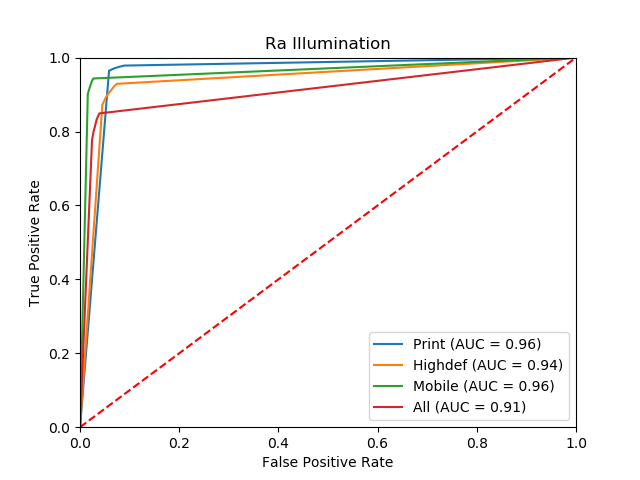 Ra Illumination
True Positive Rate
1.0
0.8
0.6
0.4
0.2
0.0
Print (AUC = 0.96)
Highdef (AUC = 0.94)
Mobile (AUC = 0.96)
All (AUC = 0.91)
0.0 0.2 0.4 0.6 0.8 1.0
False Positive Rate